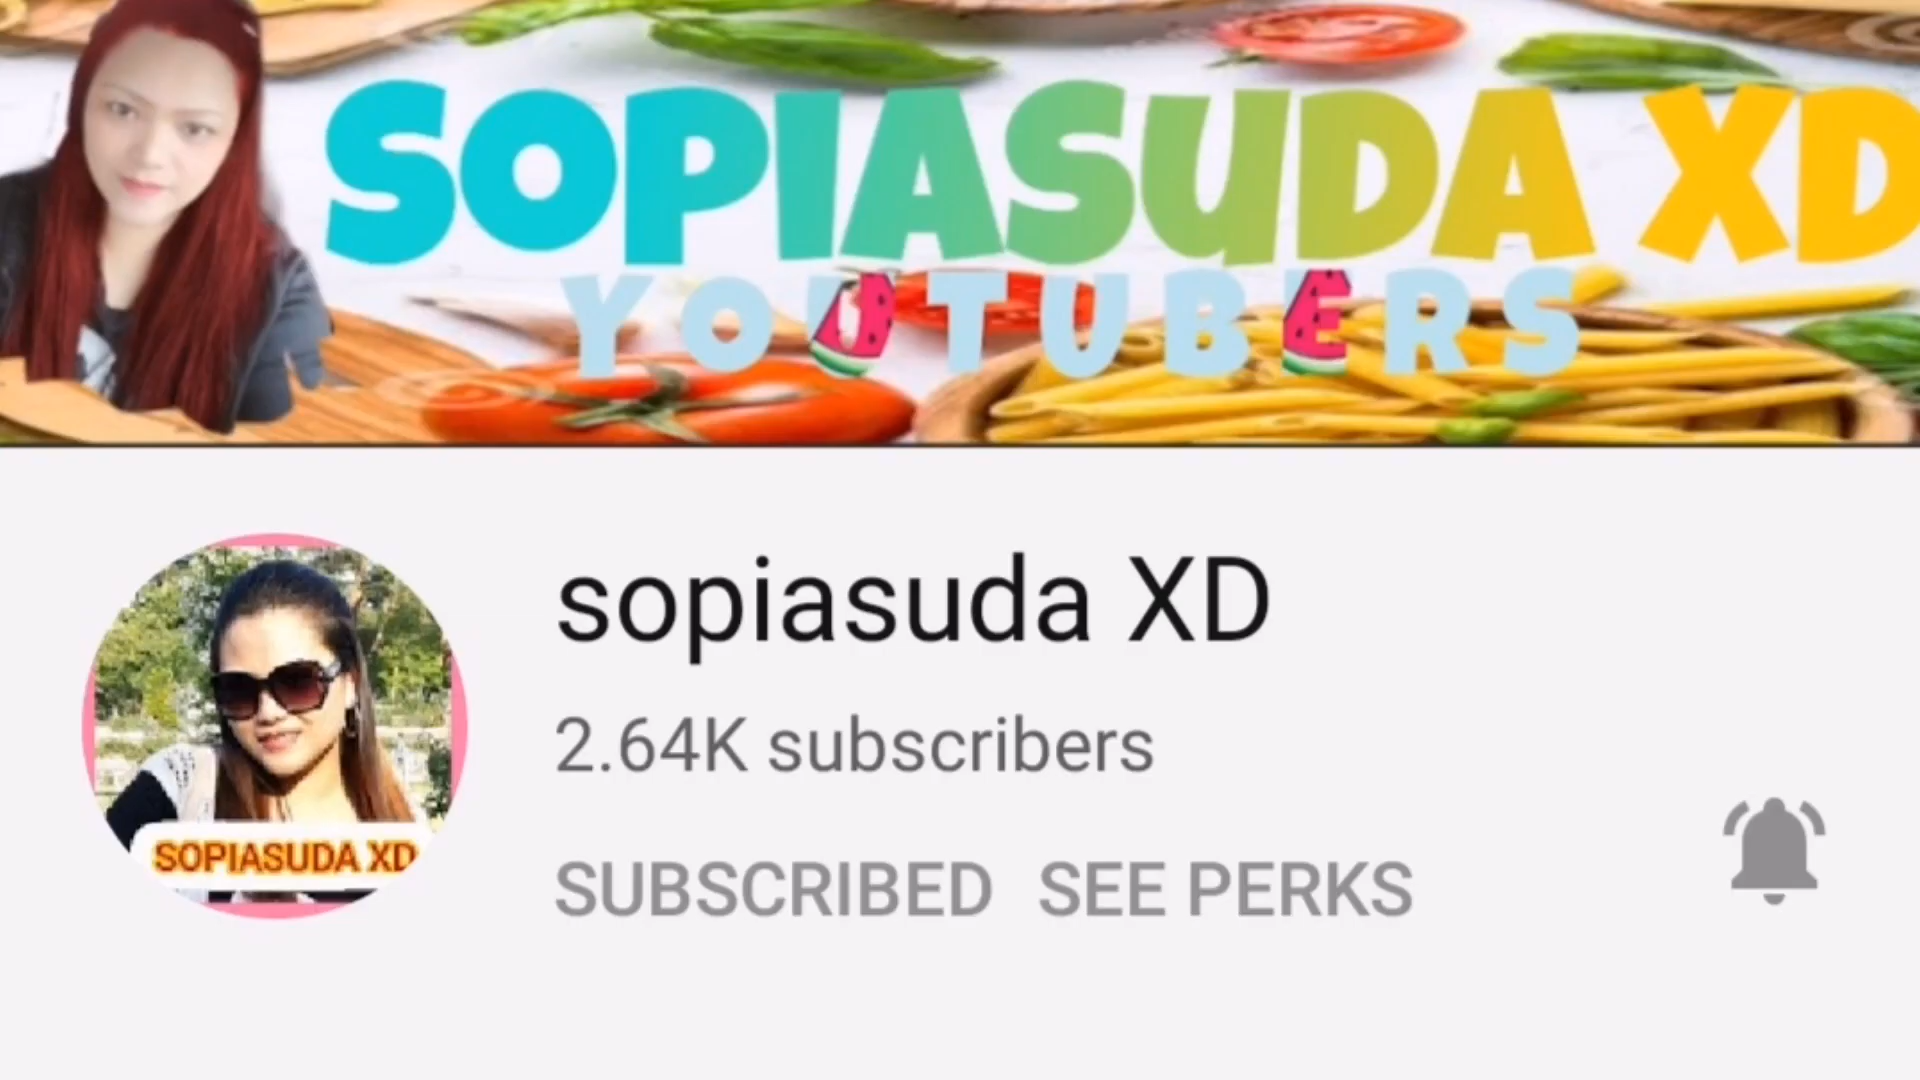 SOPIASUDA XD
YOUTUBERS
sopiasuda XD
2.64K subscribers
SOPIASUDA XD
SUBSCRIBED SEE PERKS